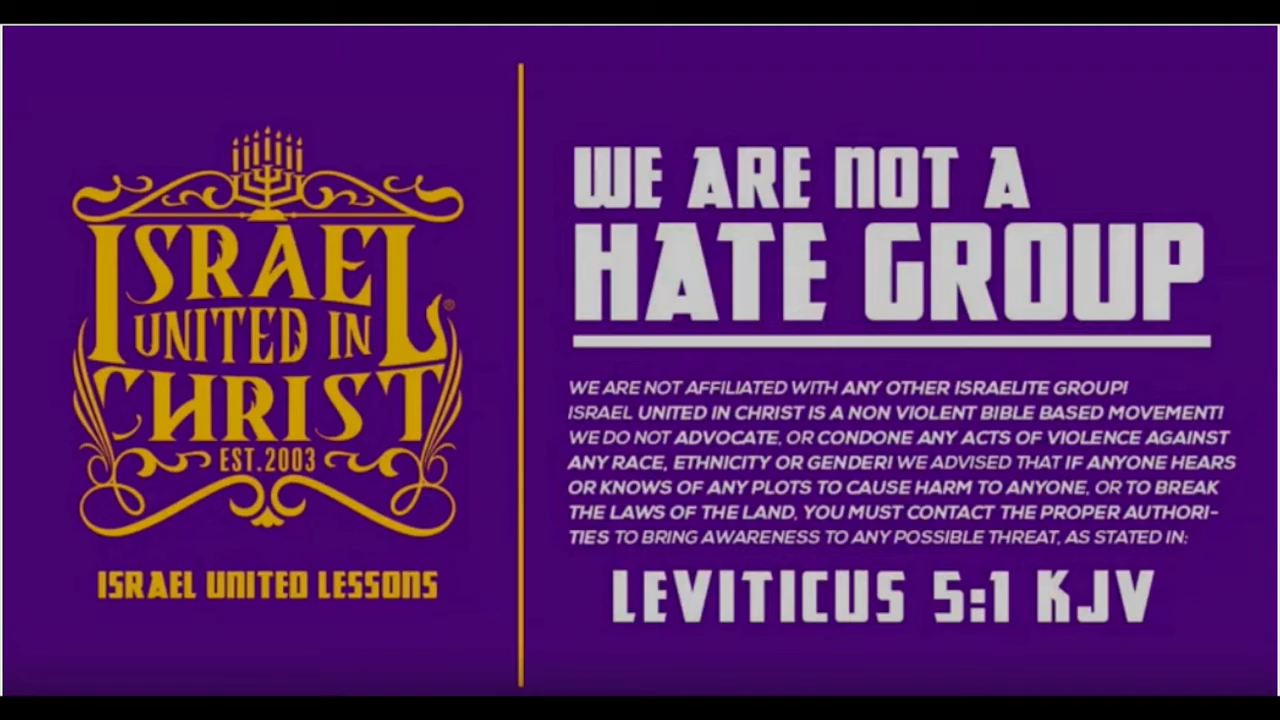 ISRAEL
UNITED IN
CHRIST
®
EST.2003
ISRAEL UNITED LESSONS
WE ARE NOT A
HATE GROUP
WE ARE NOT AFFILIATED WITH ANY OTHER ISRAELITE GROUP!
ISRAEL UNITED IN CHRIST IS A NON VIOLENT BIBLE BASED MOVEMENT!
WE DO NOT ADVOCATE, OR CONDONE ANY ACTS OF VIOLENCE AGAINST
ANY RACE, ETHNICITY OR GENDER! WE ADVISED THAT IF ANYONE HEARS
OR KNOWS OF ANY PLOTS TO CAUSE HARM TO ANYONE, OR TO BREAK
THE LAWS OF THE LAND, YOU MUST CONTACT THE PROPER AUTHORI-
TIES TO BRING AWARENESS TO ANY POSSIBLE THREAT, AS STATED IN:
LEVITICUS 5:1 KJV